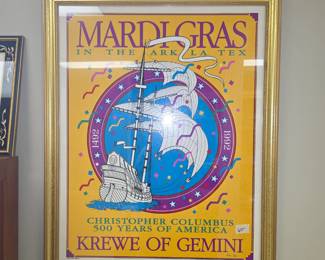 MARDI GRAS
IN THE ARK LA TEX
1492
1992
CHRISTOPHER COLUMBUS
500 YEARS OF AMERICA
KREWE OF GEMINI